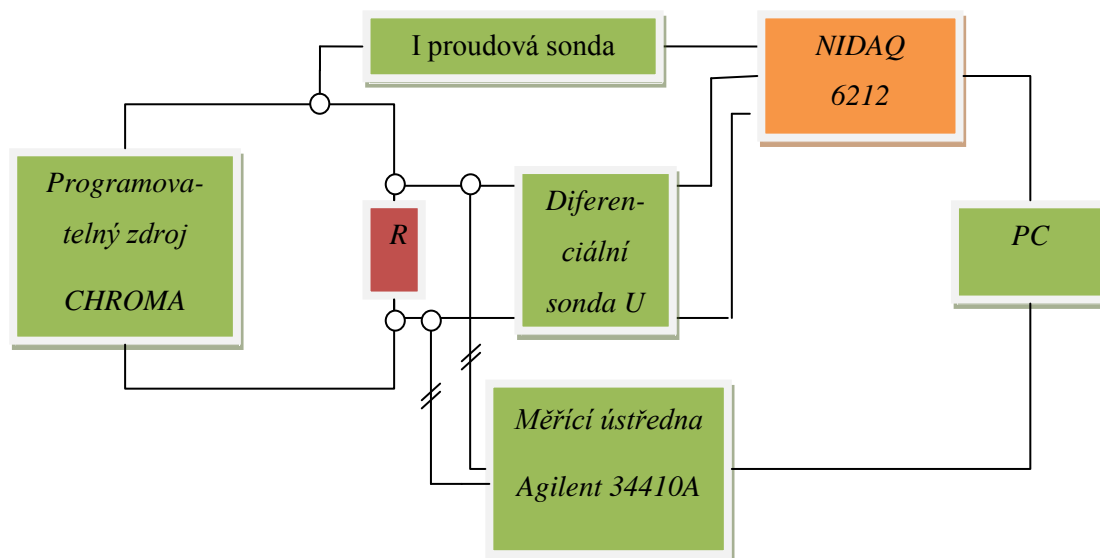 I proudová sonda
NIDAQ
6212
Programova-
telný zdroj
CHROMA
R
Diferen-
ciální
sonda U
PC
Měřící ústředna
Agilent 34410A